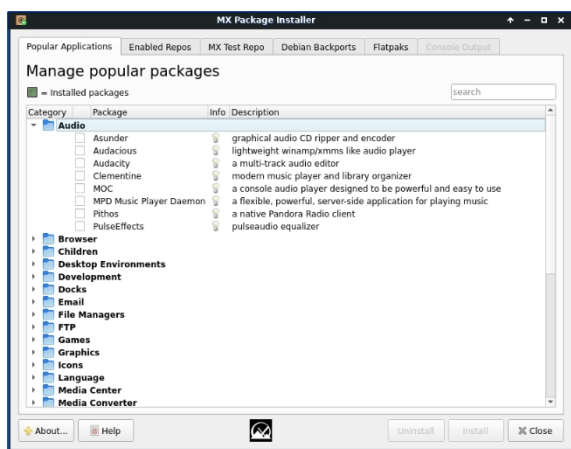 MX Package Installer
Popular Applications Enabled Repos MX Test Repo Debian Backports Flatpaks Console Output
Manage popular packages
= Installed packages search
Category Package Info Description
Audio
Asunder graphical audio CD ripper and encoder
Audacious lightweight winamp/xmms like audio player
Audacity a multi-track audio editor
Clementine modern music player and library organizer
MOC a console audio player designed to be powerful and easy to use
MPD Music Player Daemon a flexible, powerful, server-side application for playing music
Pithos a native Pandora Radio client
PulseEffects pulseaudio equalizer
Browser
Children
Desktop Environments
Development
Docks
Email
File Managers
FTP
Games
Graphics
Icons
Language
Media Center
Media Converter
About... Help Uninstall Install Close